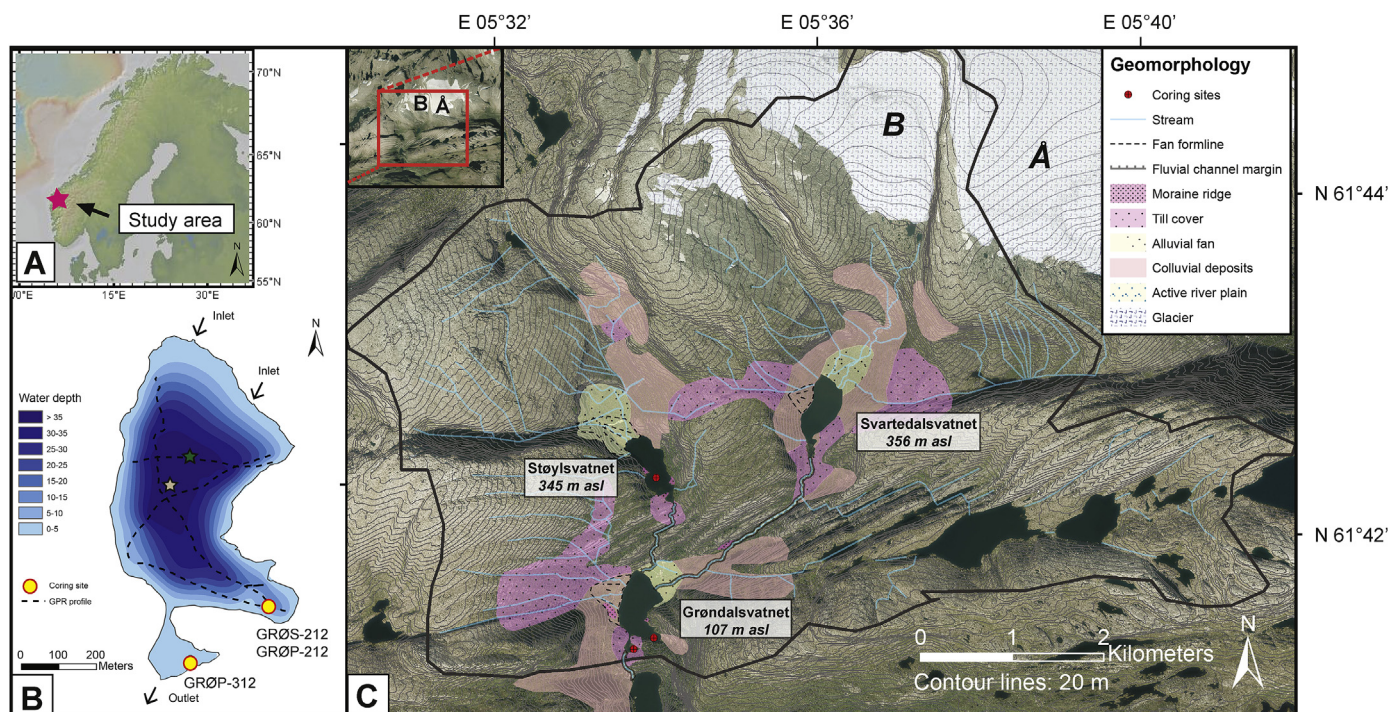 E 05°32’
E 05°36’
E 05°40’
70°N
65°N
60°N
55°N
0°00"E
15°E
30°E
Study area
N
A
Inlet
N
Inlet
Water depth
> 35
30-35
25-30
20-25
15-20
10-15
5-10
0-5
Coring site
GPR profile
GRØS-212
GRØP-212
0 100 200
Meters
GRØP-312
Outlet
B
B Å
B
Å
Geomorphology
Coring sites
Stream
Fan formline
Fluvial channel margin
Moraine ridge
Till cover
Alluvial fan
Colluvial deposits
Active river plain
Glacier
N 61°44’
N 61°42’
Svartedalsvatnet
356 m asl
Støylsvatnet
345 m asl
Grøndalsvatnet
107 m asl
0 1 2
Kilometers
Contour lines: 20 m
N
C